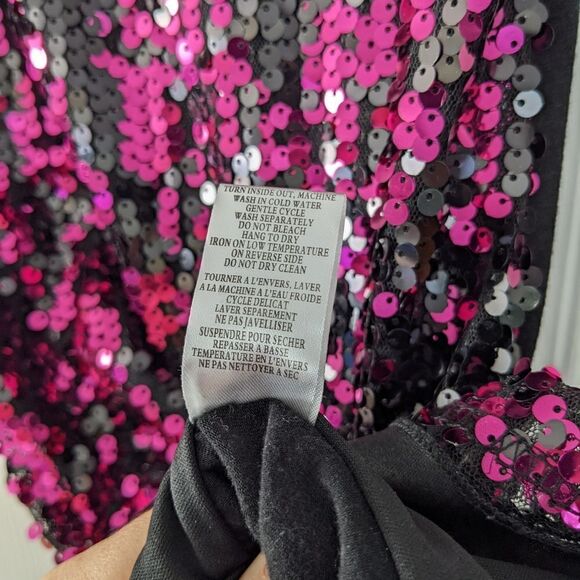 TURN INSIDE OUT, MACHINE
WASH IN COLD WATER
GENTLE CYCLE
WASH SEPARATELY
DO NOT BLEACH
HANG TO DRY
IRON ON LOW TEMPERATURE
ON REVERSE SIDE
DO NOT DRY CLEAN
TOURNER A L'ENVERS, LAVER
A LA MACHINE A L'EAU FROIDE
CYCLE DELICAT
LAVER SEPAREMENT
NE PAS JAVELLISER
SUSPENDRE POUR SECHER
REPASSER A BASSE
TEMPERATURE EN L'ENVERS
NE PAS NETTOYER A SEC